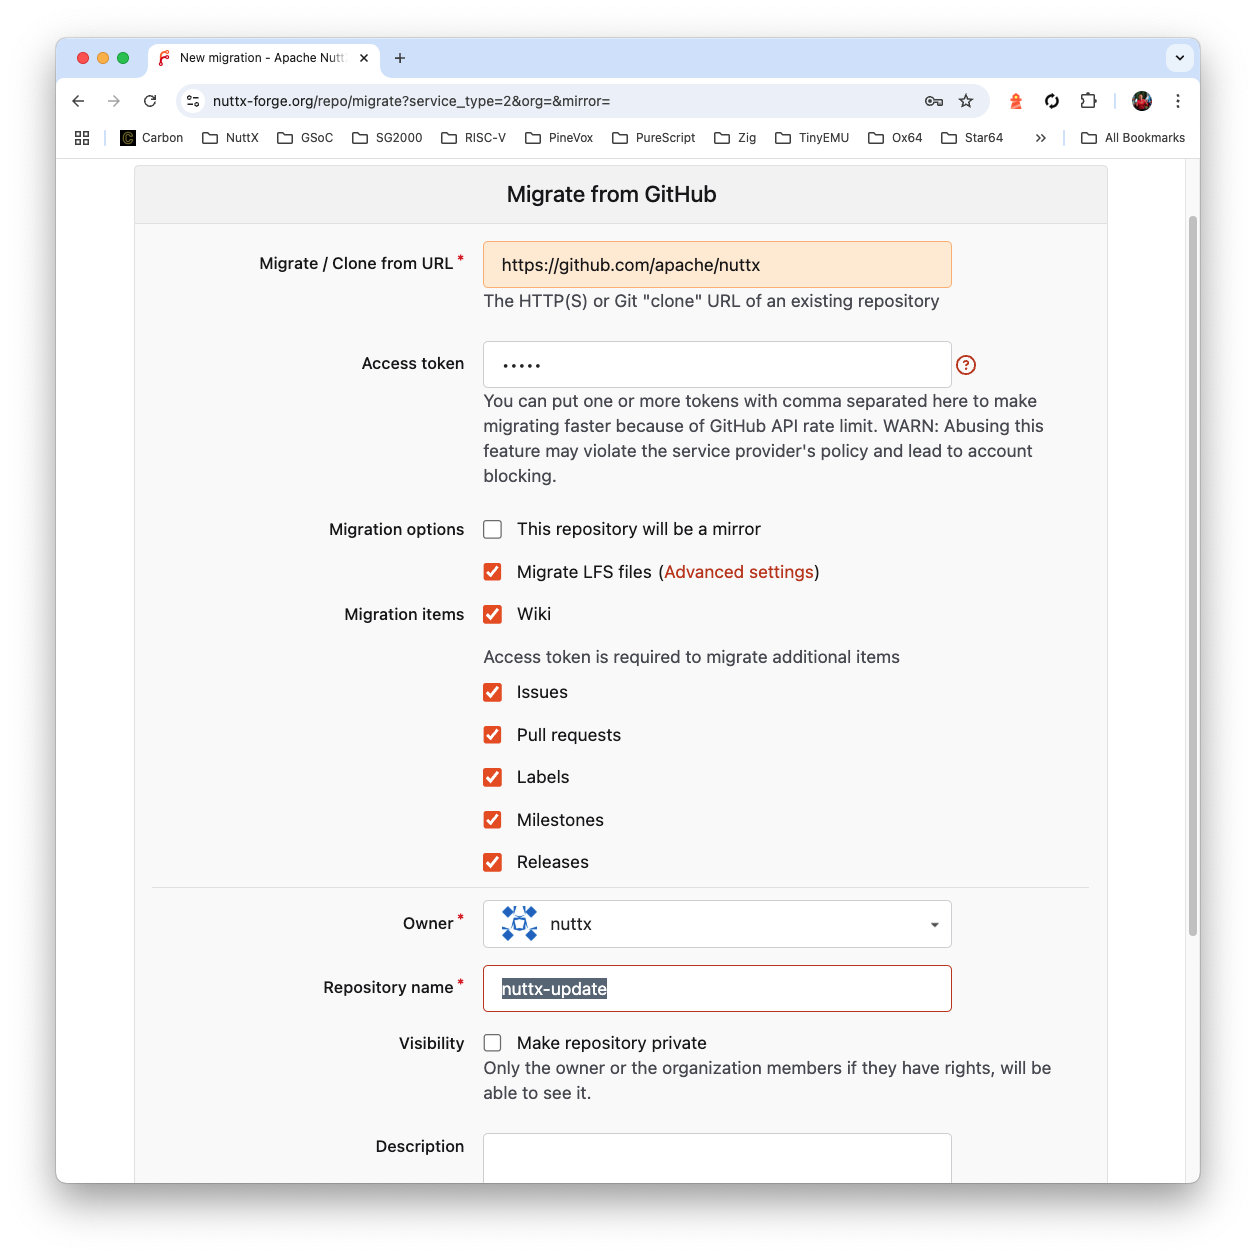 New migration - Apache Nutt
nuttx-forge.org/repo/migrate?service_type=2&org=&mirror=
Carbon NuttX GSoC SG2000 RISC-V PineVox PureScript Zig TinyEMU Ox64 Star64 » All Bookmarks
Migrate from GitHub
Migrate / Clone from URL * https://github.com/apache/nuttx
The HTTP(S) or Git "clone" URL of an existing repository
Access token •••••
You can put one or more tokens with comma separated here to make
migrating faster because of GitHub API rate limit. WARN: Abusing this
feature may violate the service provider's policy and lead to account
blocking.
Migration options This repository will be a mirror
Migrate LFS files (Advanced settings)
Migration items Wiki
Access token is required to migrate additional items
Issues
Pull requests
Labels
Milestones
Releases
Owner * nuttx
Repository name * nuttx-update
Visibility Make repository private
Only the owner or the organization members if they have rights, will be
able to see it.
Description